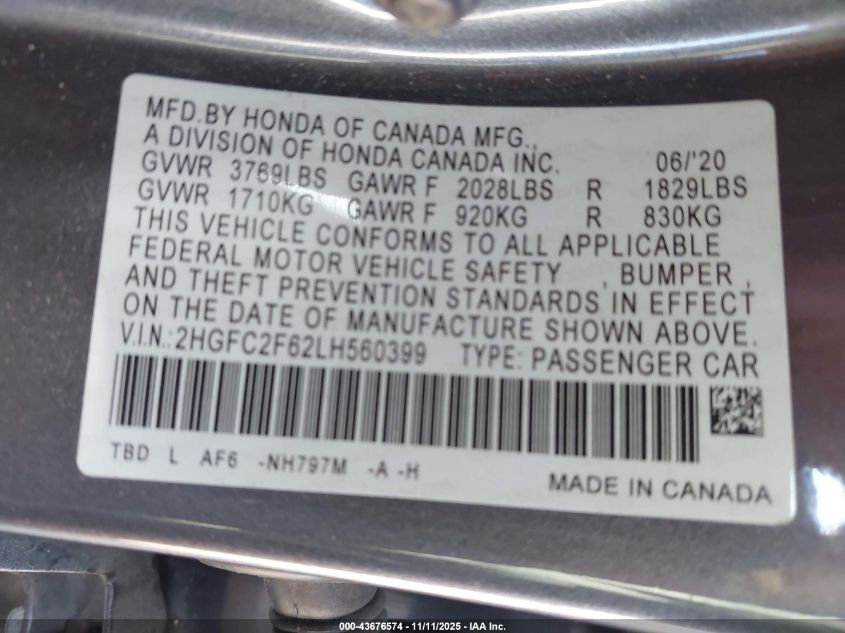 MFD.BY HONDA OF CANADA MFG.,
A DIVISION OF HONDA CANADA INC. 06/'20
GVWR 3769LBS GAWR F 2028LBS R 1829LBS
GVWR 1710KG GAWR F 920KG R 830KG
THIS VEHICLE CONFORMS TO ALL APPLICABLE
FEDERAL MOTOR VEHICLE SAFETY , BUMPER ,
AND THEFT PREVENTION STANDARDS IN EFFECT
ON THE DATE OF MANUFACTURE SHOWN ABOVE.
V.I.N.:2HGFC2F62LH560399 TYPE: PASSENGER CAR
TBD L AF6 -NH797M -A -H
MADE IN CANADA
000-43676574 - 11/11/2025 - IAA Inc.